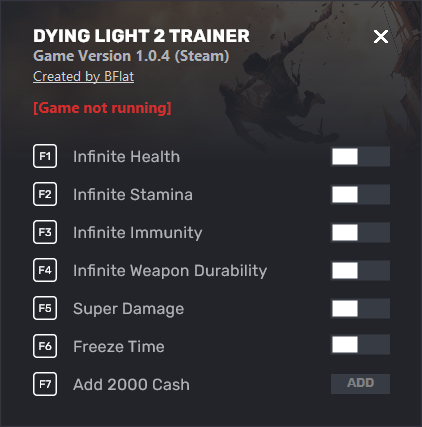 DYING LIGHT 2 TRAINER
Game Version 1.0.4 (Steam)
Created by BFlat
[Game not running]
F1 Infinite Health
F2 Infinite Stamina
F3 Infinite Immunity
F4 Infinite Weapon Durability
F5 Super Damage
F6 Freeze Time
F7 Add 2000 Cash ADD